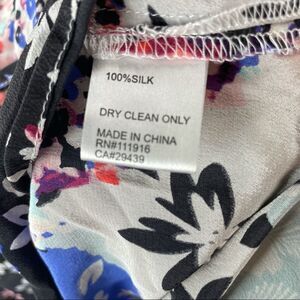 100%SILK
DRY CLEAN ONLY
MADE IN CHINA
RN#111916
CA#29439